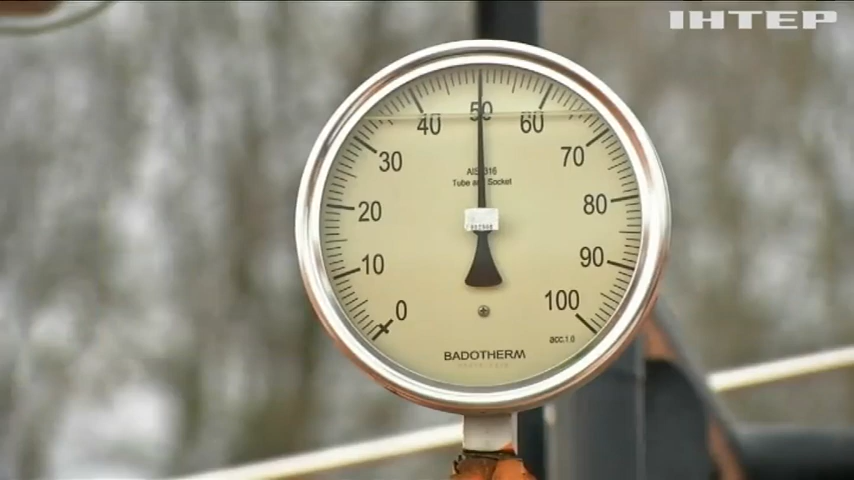 ІНТЕР
50
40
60
30
70
AISI 316
Tube and Socket
20
80
10
90
0
100
acc.1.0
BADOTHERM